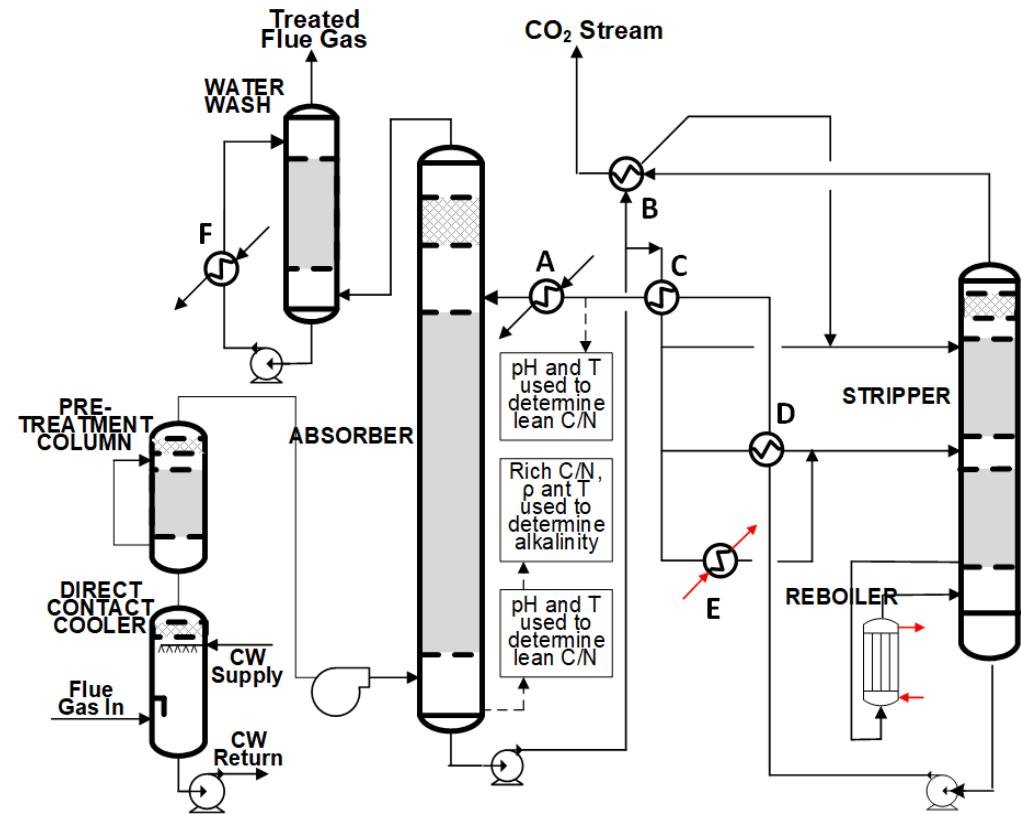 Treated
Flue Gas
CO₂ Stream
WATER
WASH
B
F
A
C
pH and T
used to
determine
lean C/N
STRIPPER
PRE-
TREATMENT
COLUMN
ABSORBER
D
Rich C/N,
ρ ant T
used to
determine
alkalinity
DIRECT
CONTACT
COOLER
REBOILER
E
pH and T
used to
determine
lean C/N
CW
Supply
Flue
Gas In
CW
Return